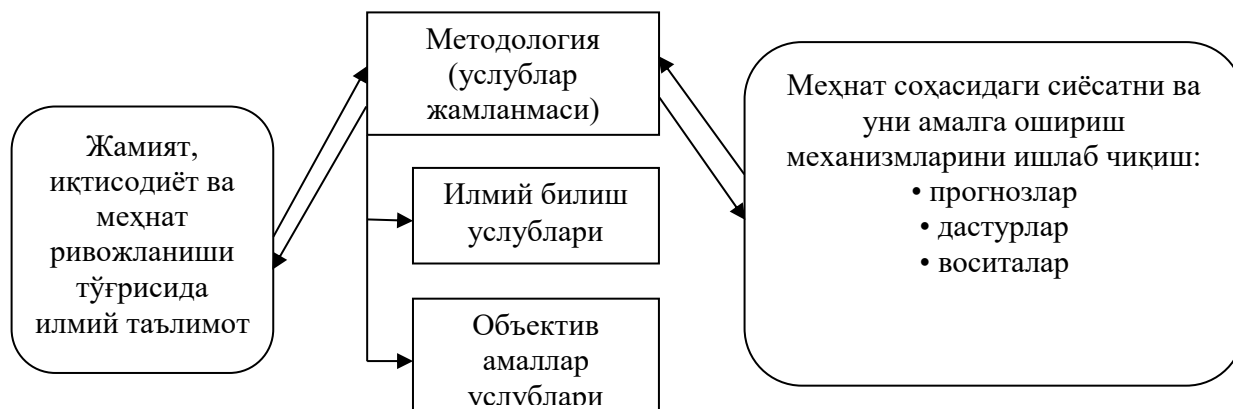 Жамият,
иқтисодиёт ва
меҳнат
ривожланиши
тўғрисида
илмий таълимот
Методология
(услублар
жамланмаси)
Илмий билиш
услублари
Объектив
амаллар
услублари
Меҳнат соҳасидаги сиёсатни ва
уни амалга ошириш
механизмларини ишлаб чиқиш:
• прогнозлар
• дастурлар
• воситалар